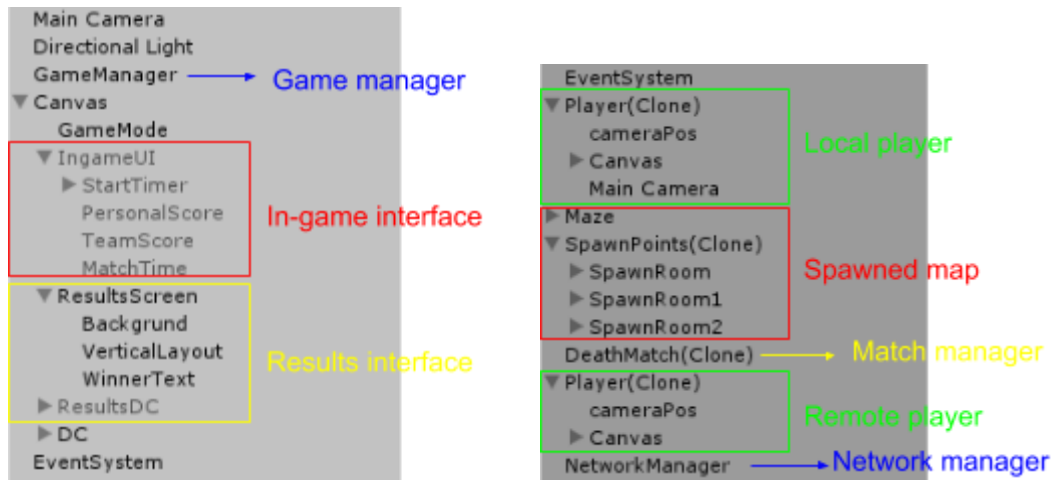 Main Camera
Directional Light
GameManager
Game manager
Canvas
GameMode
IngameUI
StartTimer
PersonalScore
TeamScore
MatchTime
In-game interface
ResultsScreen
Backgrund
VerticalLayout
WinnerText
ResultsDC
Results interface
DC
EventSystem
EventSystem
Player(Clone)
cameraPos
Canvas
Main Camera
Local player
Maze
SpawnPoints(Clone)
SpawnRoom
SpawnRoom1
SpawnRoom2
Spawned map
DeathMatch(Clone)
Match manager
Player(Clone)
cameraPos
Canvas
Remote player
NetworkManager
Network manager